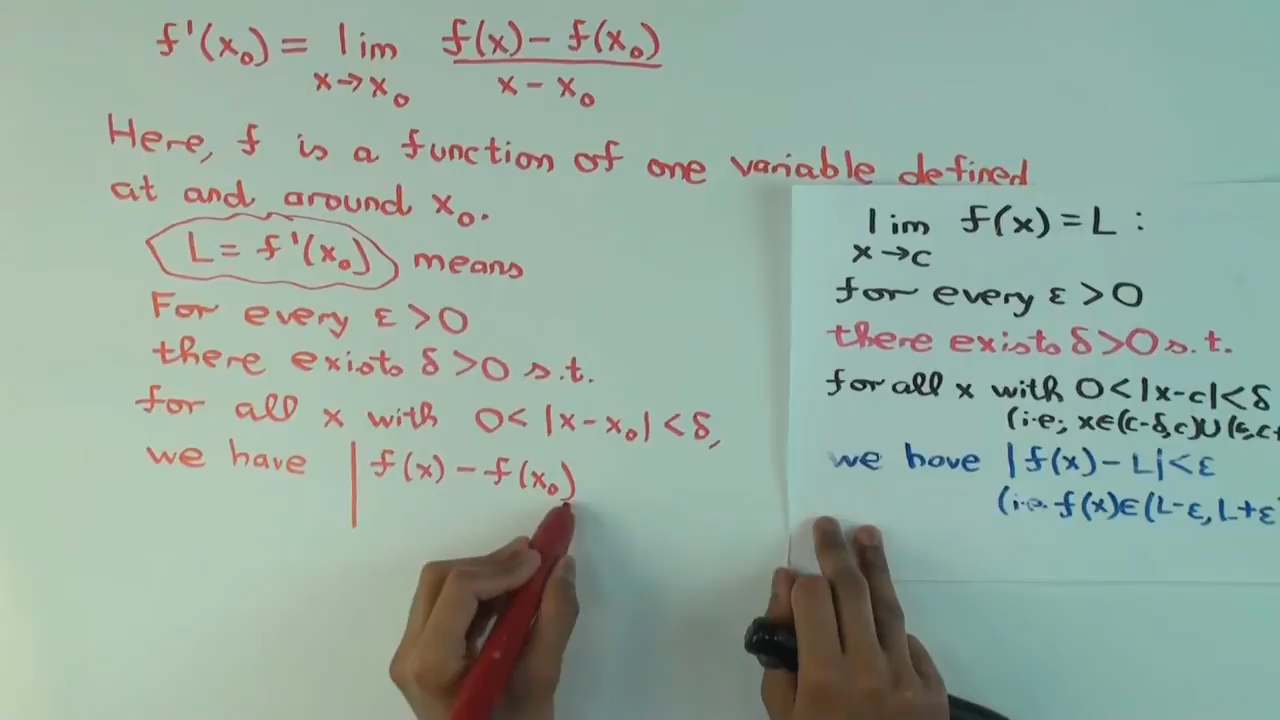 f'(x₀) = lim f(x) - f(x₀)
x→x₀ x - x₀
Here, f is a function of one variable defined
at and around x₀.
L = f'(x₀) means
For every ε > 0
there exists δ > 0 s.t.
for all x with 0 < |x - x₀| < δ,
we have | f(x) - f(x₀)
lim f(x) = L :
x→c
for every ε > 0
there exists δ > 0 s.t.
for all x with 0 < |x-c| < δ
(i.e; x∈(c-δ,c)∪(c,c+
we have |f(x) - L| < ε
(i.e. f(x)∈(L-ε, L+ε